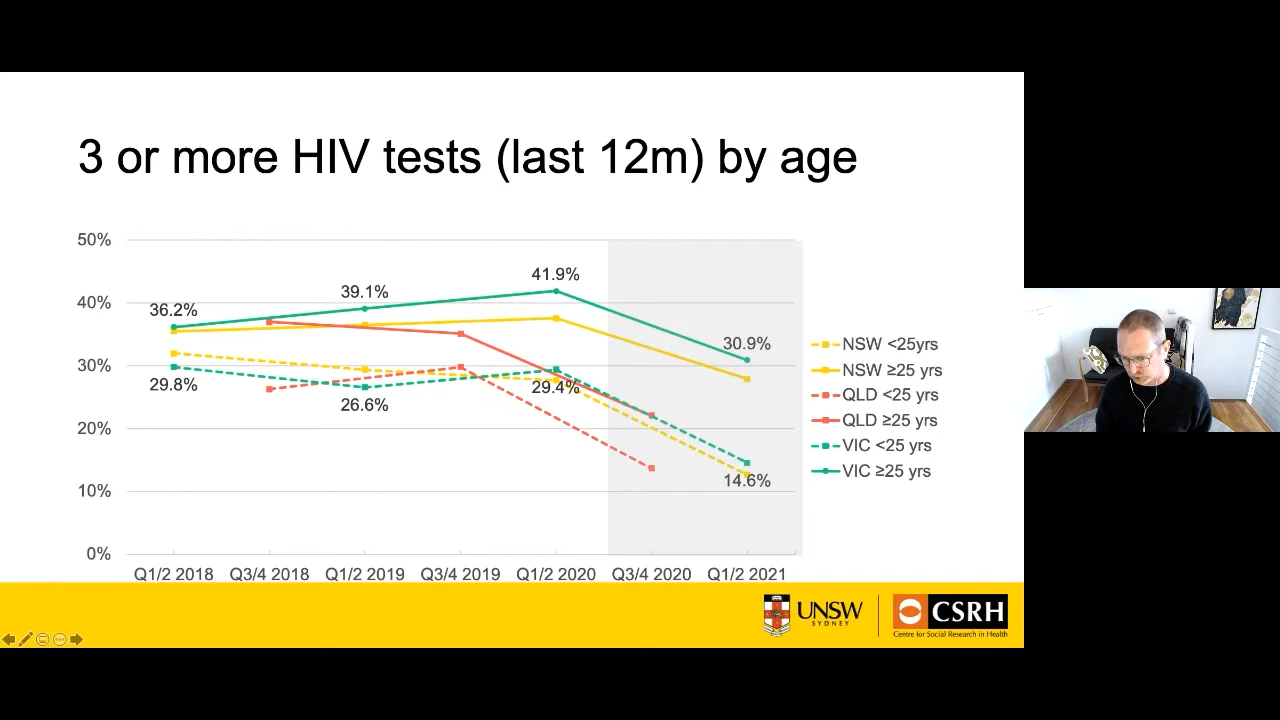 3 or more HIV tests (last 12m) by age
50%
40%
30%
20%
10%
0%
36.2%
39.1%
41.9%
30.9%
29.8%
26.6%
29.4%
14.6%
Q1/2 2018
Q3/4 2018
Q1/2 2019
Q3/4 2019
Q1/2 2020
Q3/4 2020
Q1/2 2021
NSW <25yrs
NSW ≥25 yrs
QLD <25 yrs
QLD ≥25 yrs
VIC <25 yrs
VIC ≥25 yrs
UNSW
SYDNEY
CSRH
Centre for Social Research in Health